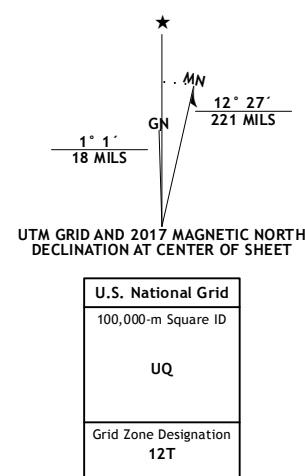 ★
MN
12° 27´
221 MILS
GN
1° 1´
18 MILS
UTM GRID AND 2017 MAGNETIC NORTH
DECLINATION AT CENTER OF SHEET
U.S. National Grid
100,000-m Square ID
UQ
Grid Zone Designation
12T